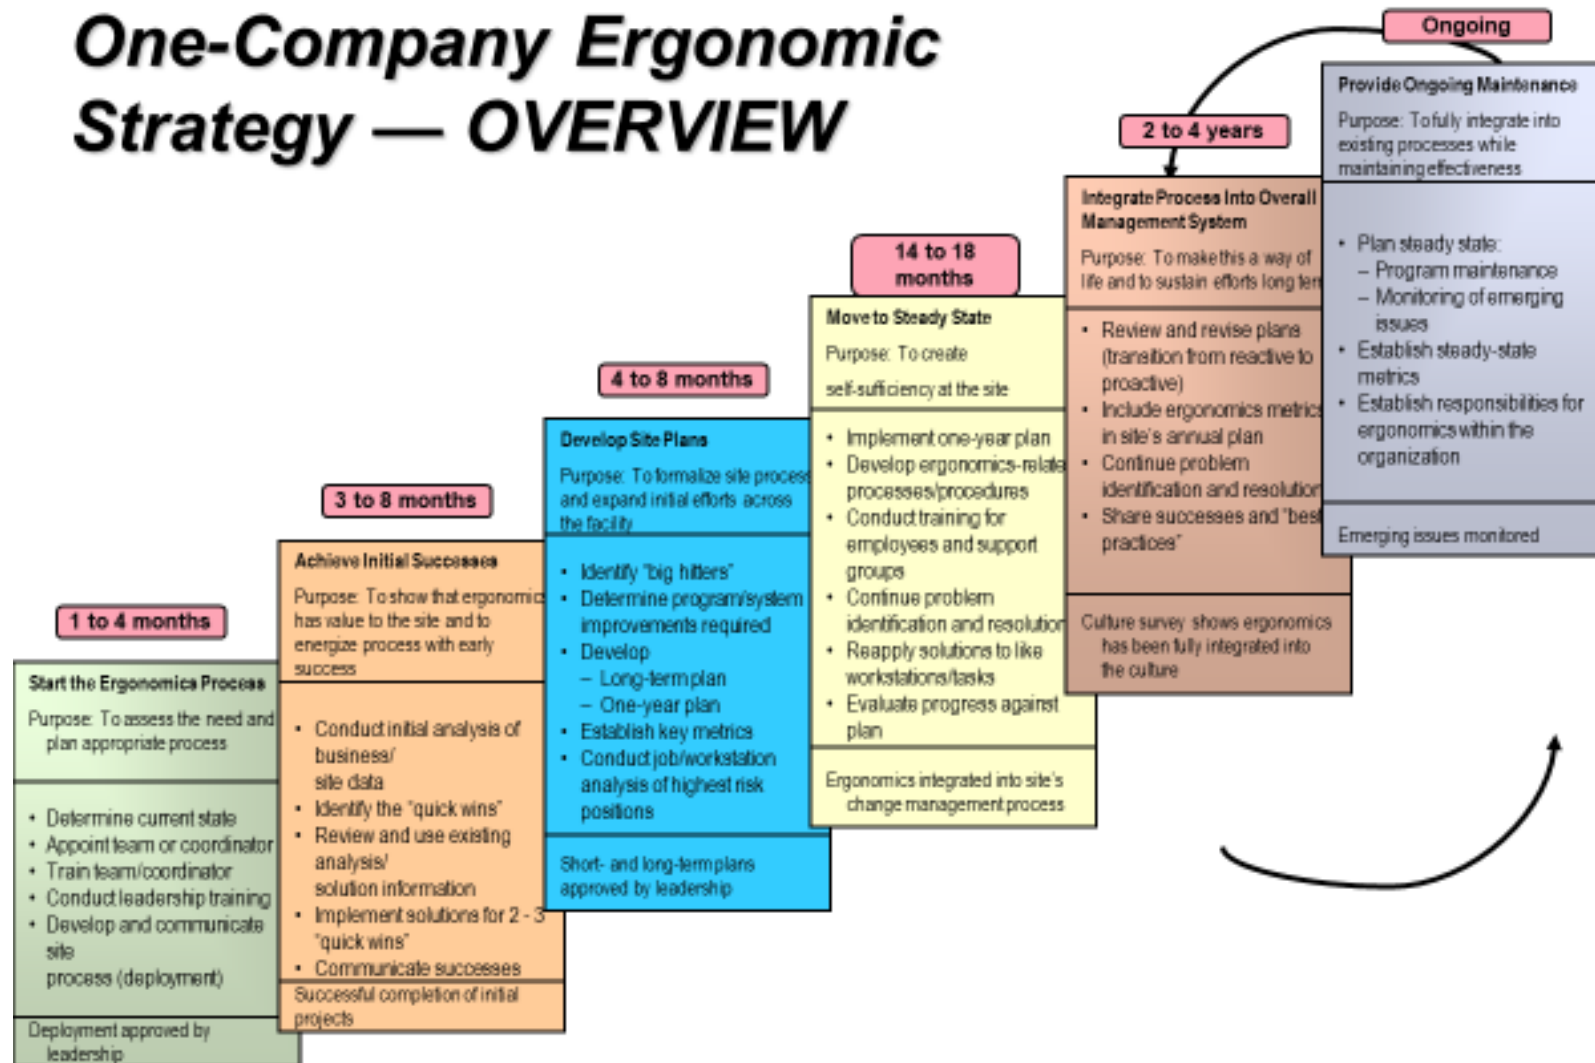 One-Company Ergonomic
Strategy — OVERVIEW
1 to 4 months
Start the Ergonomics Process
Purpose: To assess the need and
plan appropriate process
• Determine current state
• Appoint team or coordinator
• Train team/coordinator
• Conduct leadership training
• Develop and communicate
site
process (deployment)
Deployment approved by
leadership
3 to 8 months
Achieve Initial Successes
Purpose: To show that ergonomics
has value to the site and to
energize process with early
success
• Conduct initial analysis of
business/
site data
• Identify the "quick wins"
• Review and use existing
analysis/
solution information
• Implement solutions for 2 - 3
"quick wins"
• Communicate successes
Successful completion of initial
projects
4 to 8 months
Develop Site Plans
Purpose: To formalize site process
and expand initial efforts across
the facility
• Identify "big hitters"
• Determine program/system
improvements required
• Develop
– Long-term plan
– One-year plan
• Establish key metrics
• Conduct job/workstation
analysis of highest risk
positions
Short- and long-term plans
approved by leadership
14 to 18
months
Move to Steady State
Purpose: To create
self-sufficiency at the site
• Implement one-year plan
• Develop ergonomics-relate
processes/procedures
• Conduct training for
employees and support
groups
• Continue problem
identification and resolution
• Reapply solutions to like
workstations/tasks
• Evaluate progress against
plan
Ergonomics integrated into site's
change management process
2 to 4 years
Integrate Process Into Overall
Management System
Purpose: To make this a way of
life and to sustain efforts long term
• Review and revise plans
(transition from reactive to
proactive)
• Include ergonomics metrics
in site's annual plan
• Continue problem
identification and resolution
• Share successes and "best
practices"
Culture survey shows ergonomics
has been fully integrated into
the culture
Ongoing
Provide Ongoing Maintenance
Purpose: To fully integrate into
existing processes while
maintaining effectiveness
• Plan steady state:
– Program maintenance
– Monitoring of emerging
issues
• Establish steady-state
metrics
• Establish responsibilities for
ergonomics within the
organization
Emerging issues monitored